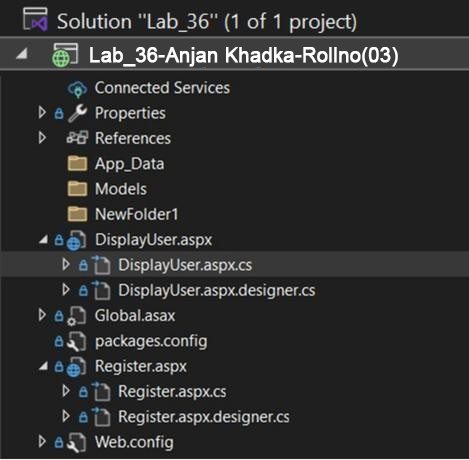 Solution "Lab_36" (1 of 1 project)
Lab_36-Anjan Khadka-Rollno(03)
Connected Services
Properties
References
App_Data
Models
NewFolder1
DisplayUser.aspx
DisplayUser.aspx.cs
DisplayUser.aspx.designer.cs
Global.asax
packages.config
Register.aspx
Register.aspx.cs
Register.aspx.designer.cs
Web.config